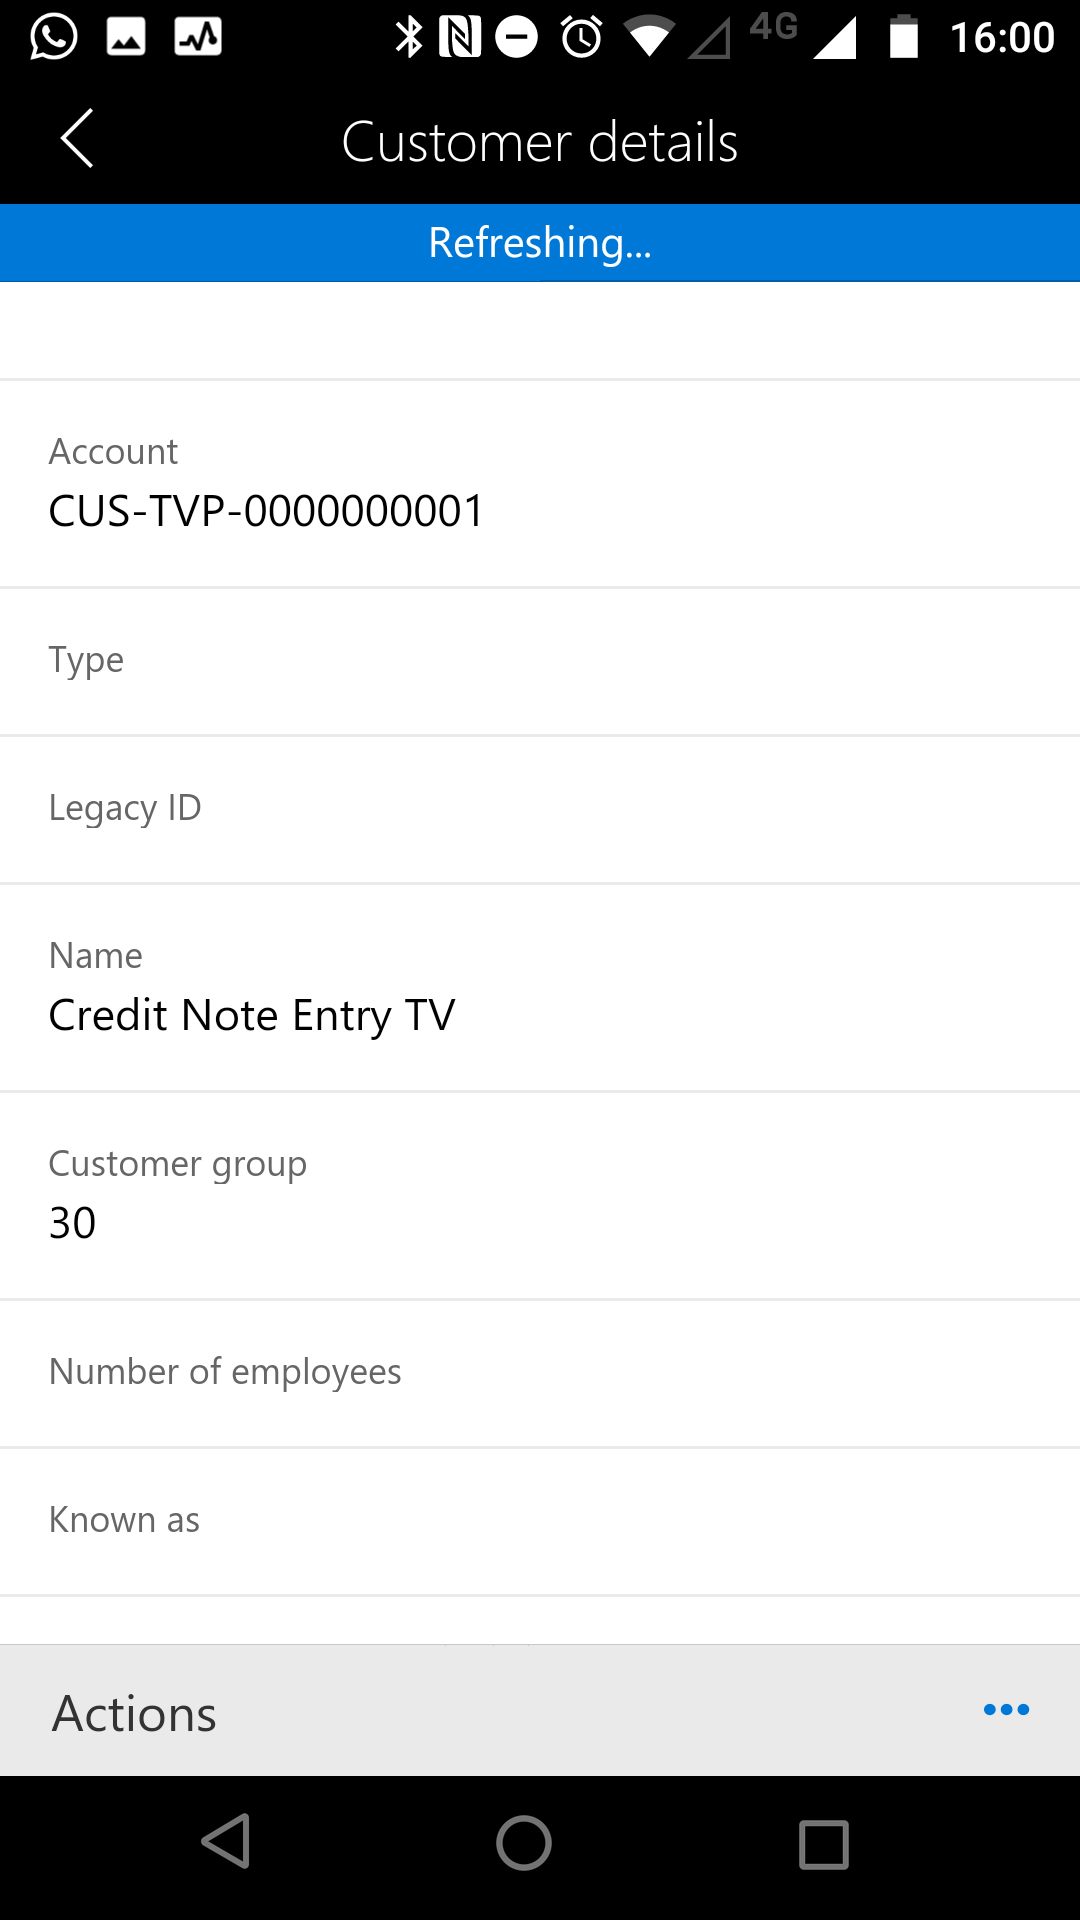 4G 16:00
Customer details
Refreshing...
Account
CUS-TVP-0000000001
Type
Legacy ID
Name
Credit Note Entry TV
Customer group
30
Number of employees
Known as
Actions